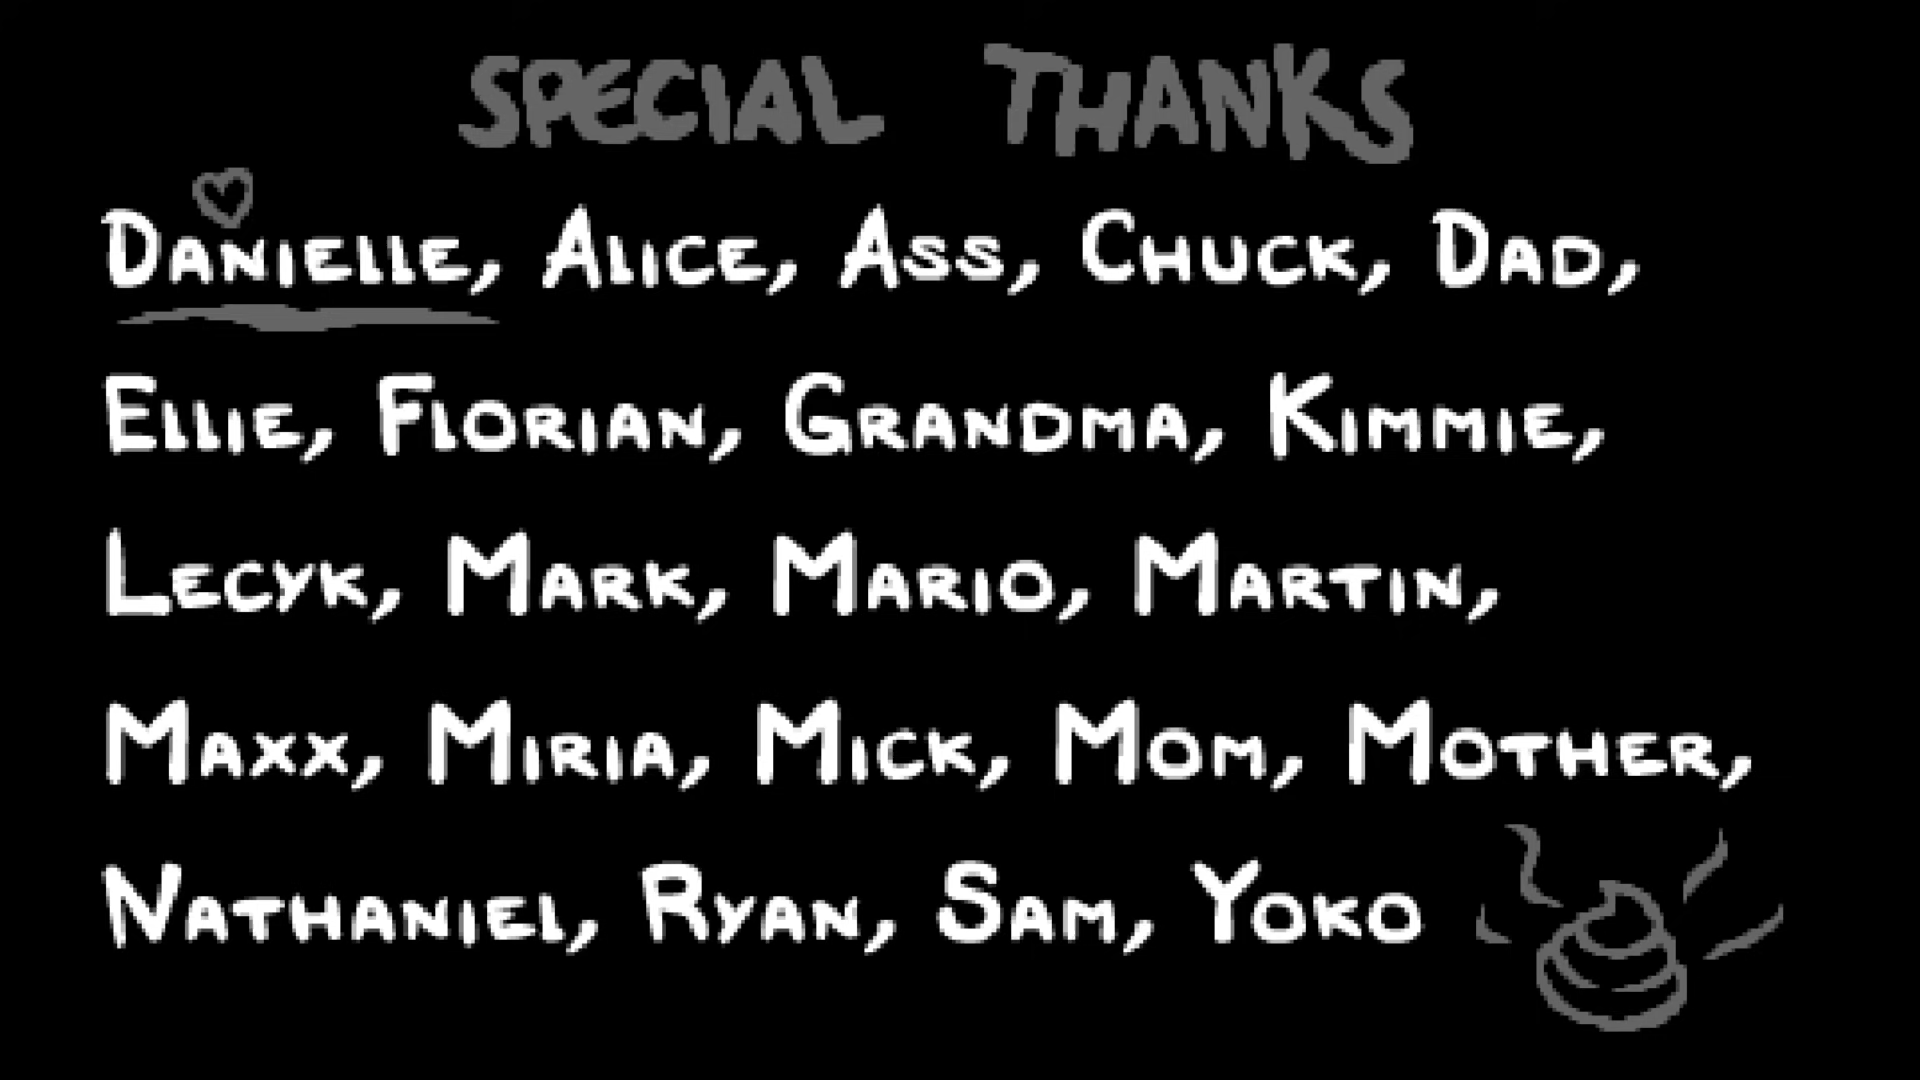 SPECIAL THANKS
DANIELLE, ALICE, ASS, CHUCK, DAD,
ELLIE, FLORIAN, GRANDMA, KIMMIE,
LECYK, MARK, MARIO, MARTIN,
MAXX, MIRIA, MICK, MOM, MOTHER,
NATHANIEL, RYAN, SAM, YOKO